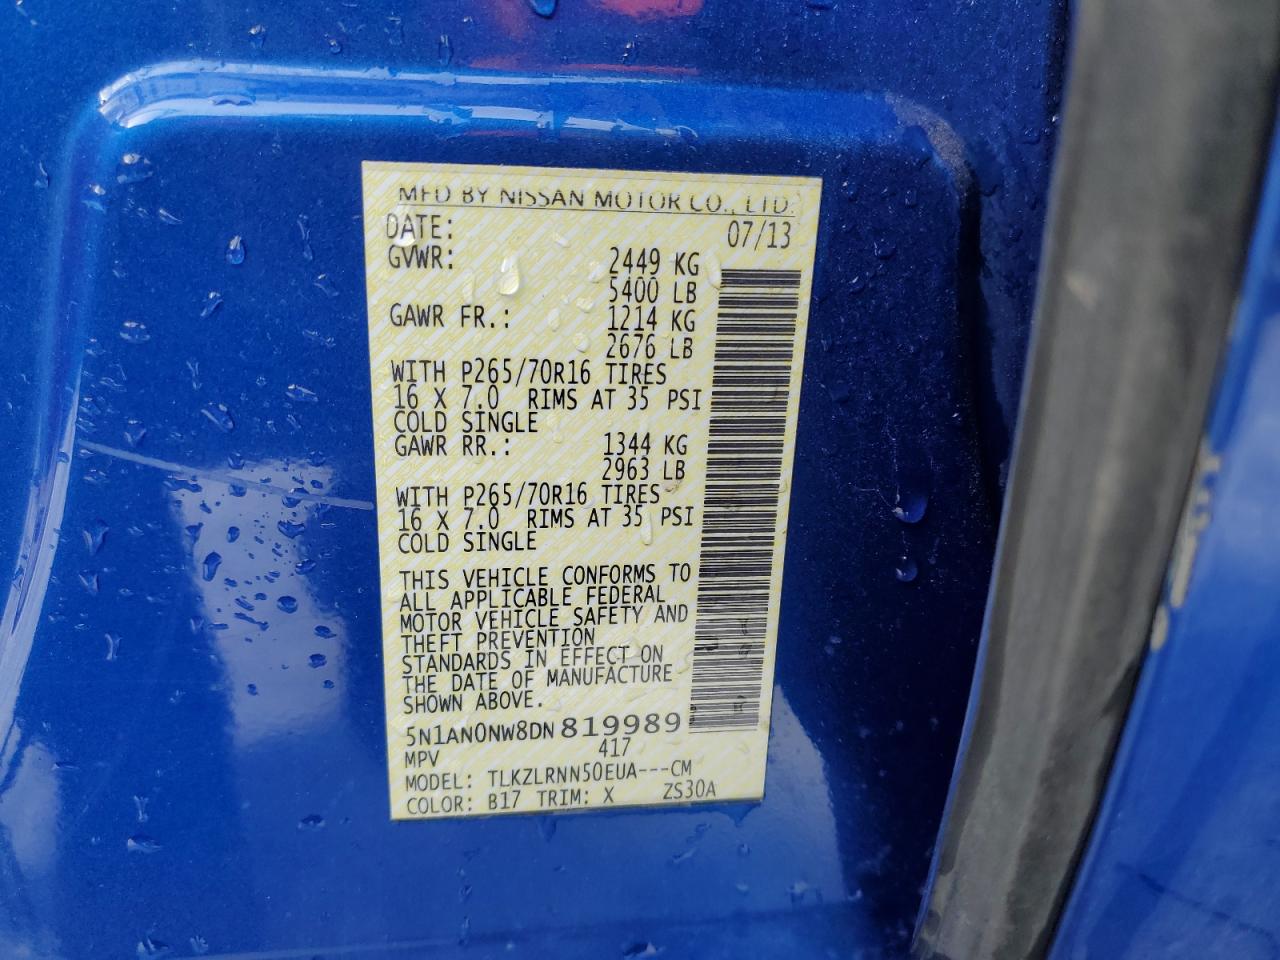 MFD BY NISSAN MOTOR CO., LTD.
DATE: 07/13
GVWR: 2449 KG
5400 LB
GAWR FR.: 1214 KG
2676 LB
WITH P265/70R16 TIRES
16 X 7.0 RIMS AT 35 PSI
COLD SINGLE
GAWR RR.: 1344 KG
2963 LB
WITH P265/70R16 TIRES
16 X 7.0 RIMS AT 35 PSI
COLD SINGLE
THIS VEHICLE CONFORMS TO
ALL APPLICABLE FEDERAL
MOTOR VEHICLE SAFETY AND
THEFT PREVENTION
STANDARDS IN EFFECT ON
THE DATE OF MANUFACTURE
SHOWN ABOVE.
5N1AN0NW8DN819989
MPV 417
MODEL: TLKZLRNN50EUA---CM
COLOR: B17 TRIM: X ZS30A